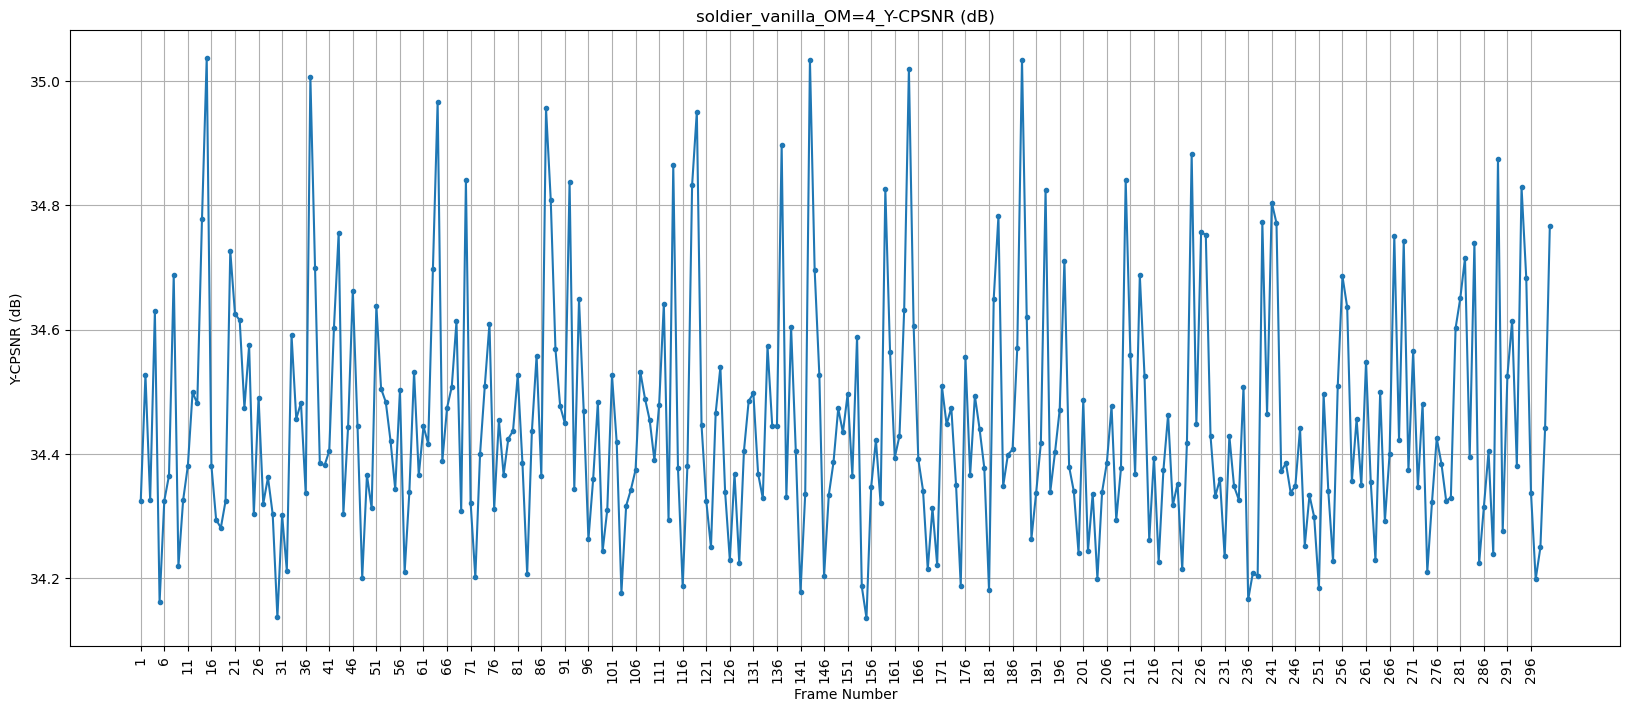 soldier_vanilla_OM=4_Y-CPSNR (dB)
Y-CPSNR (dB)
35.0
34.8
34.6
34.4
34.2
1 6 11 16 21 26 31 36 41 46 51 56 61 66 71 76 81 86 91 96 101 106 111 116 121 126 131 136 141 146 151 156 161 166 171 176 181 186 191 196 201 206 211 216 221 226 231 236 241 246 251 256 261 266 271 276 281 286 291 296
Frame Number